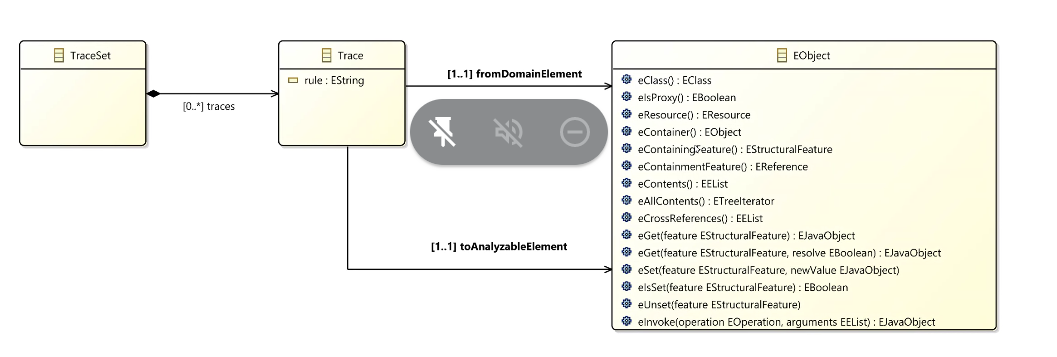 TraceSet
[0..*] traces
Trace
rule : EString
[1..1] fromDomainElement
[1..1] toAnalyzableElement
EObject
eClass() : EClass
eIsProxy() : EBoolean
eResource() : EResource
eContainer() : EObject
eContainingFeature() : EStructuralFeature
eContainmentFeature() : EReference
eContents() : EEList
eAllContents() : ETreeIterator
eCrossReferences() : EEList
eGet(feature EStructuralFeature) : EJavaObject
eGet(feature EStructuralFeature, resolve EBoolean) : EJavaObject
eSet(feature EStructuralFeature, newValue EJavaObject)
eIsSet(feature EStructuralFeature) : EBoolean
eUnset(feature EStructuralFeature)
eInvoke(operation EOperation, arguments EEList) : EJavaObject